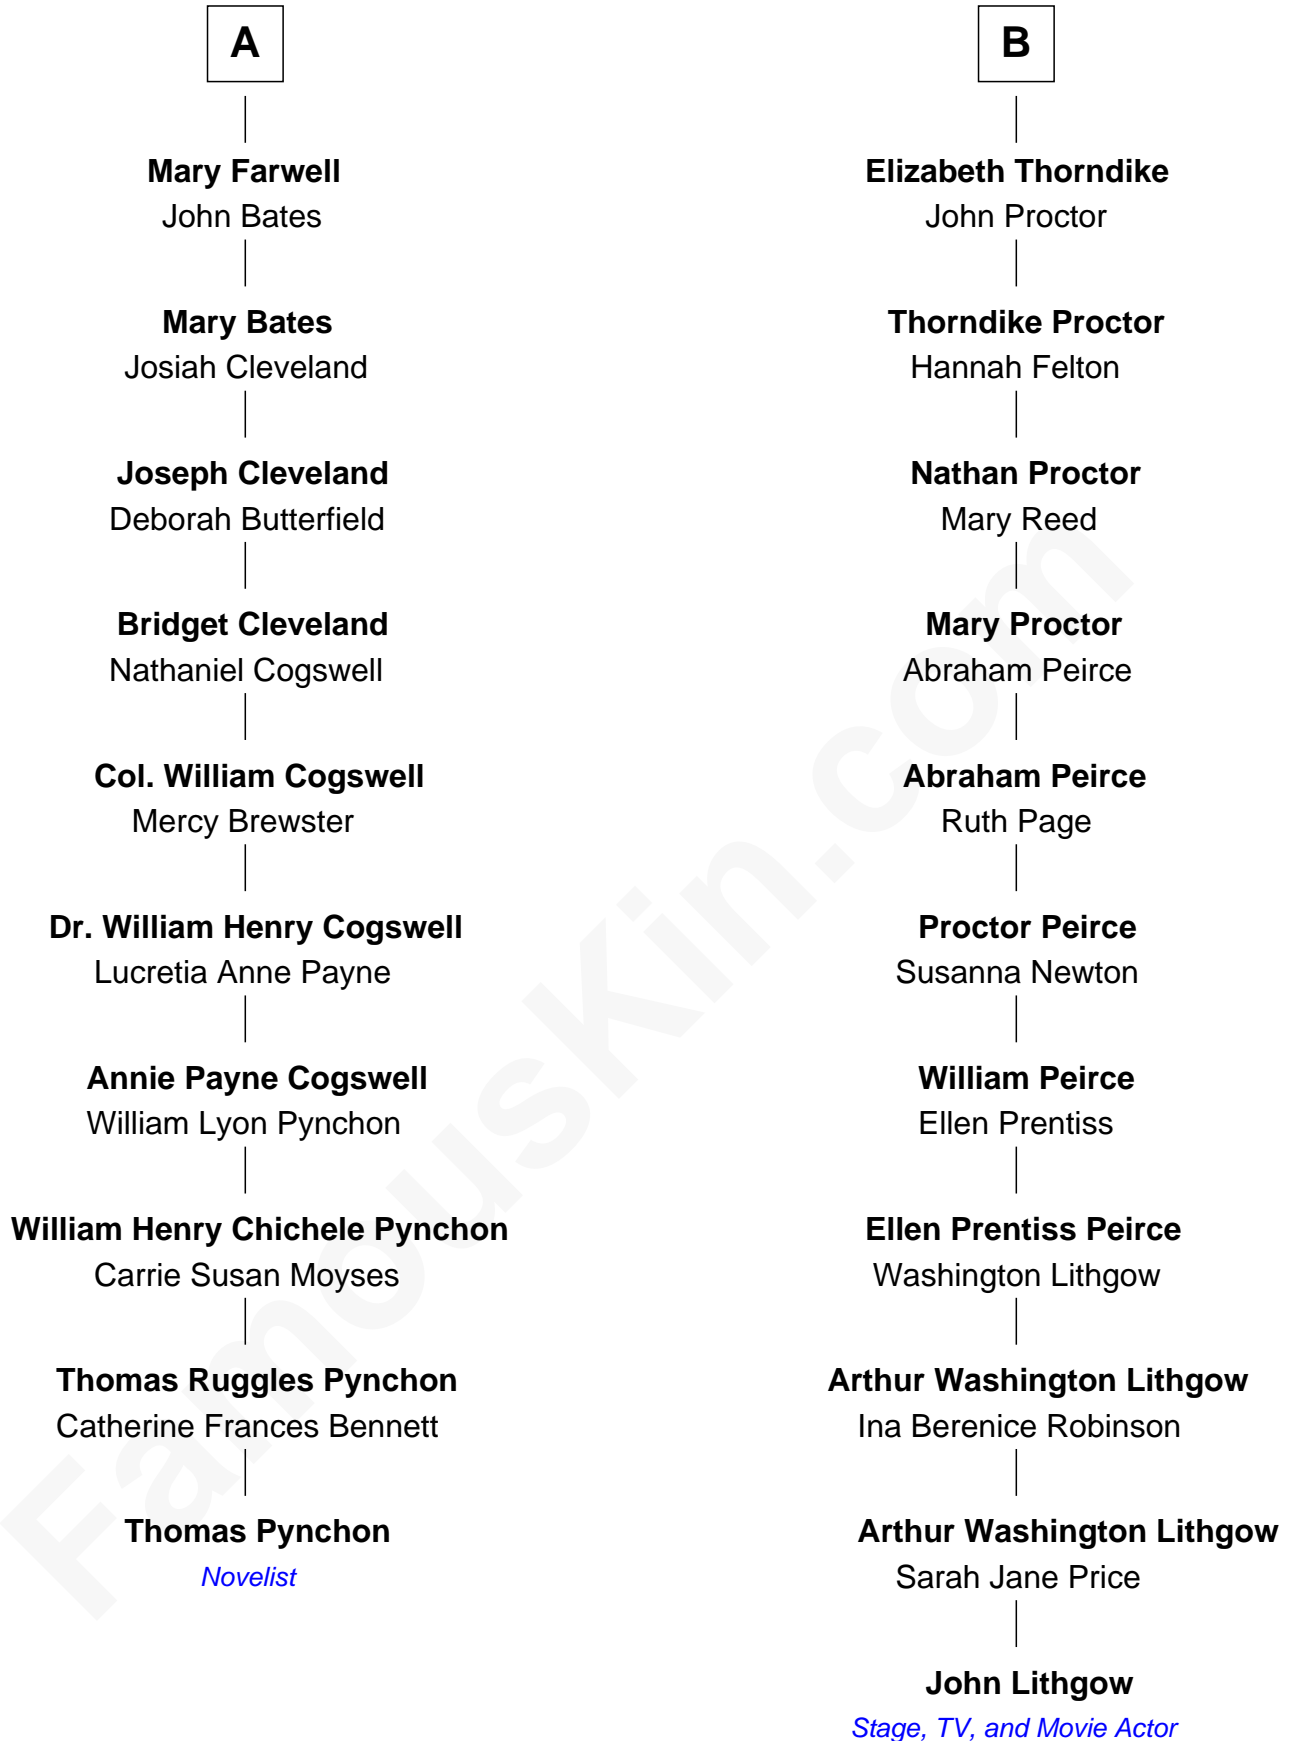 A
Mary Farwell
John Bates
Mary Bates
Josiah Cleveland
Joseph Cleveland
Deborah Butterfield
Bridget Cleveland
Nathaniel Cogswell
Col. William Cogswell
Mercy Brewster
Dr. William Henry Cogswell
Lucretia Anne Payne
Annie Payne Cogswell
William Lyon Pynchon
William Henry Chichele Pynchon
Carrie Susan Moyses
Thomas Ruggles Pynchon
Catherine Frances Bennett
Thomas Pynchon
Novelist
B
Elizabeth Thorndike
John Proctor
Thorndike Proctor
Hannah Felton
Nathan Proctor
Mary Reed
Mary Proctor
Abraham Peirce
Abraham Peirce
Ruth Page
Proctor Peirce
Susanna Newton
William Peirce
Ellen Prentiss
Ellen Prentiss Peirce
Washington Lithgow
Arthur Washington Lithgow
Ina Berenice Robinson
Arthur Washington Lithgow
Sarah Jane Price
John Lithgow
Stage, TV, and Movie Actor
FamousKin.com